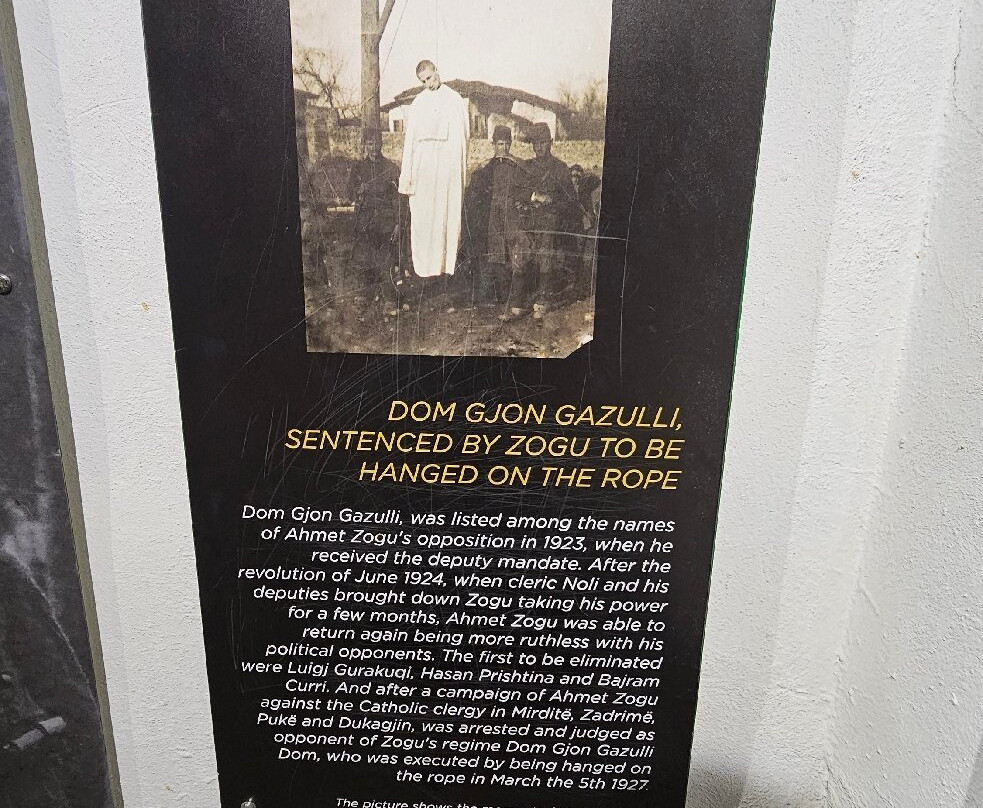 DOM GJON GAZULLI,
SENTENCED BY ZOGU TO BE
HANGED ON THE ROPE
Dom Gjon Gazulli, was listed among the names
of Ahmet Zogu's opposition in 1923, when he
received the deputy mandate. After the
revolution of June 1924, when cleric Noli and his
deputies brought down Zogu taking his power
for a few months, Ahmet Zogu was able to
return again being more ruthless with his
political opponents. The first to be eliminated
were Luigj Gurakuqi, Hasan Prishtina and Bajram
Curri. And after a campaign of Ahmet Zogu
against the Catholic clergy in Mirditë, Zadrimë,
Pukë and Dukagjin, was arrested and judged as
opponent of Zogu's regime Dom Gjon Gazulli
Dom, who was executed by being hanged on
the rope in March the 5th 1927.
The picture shows the